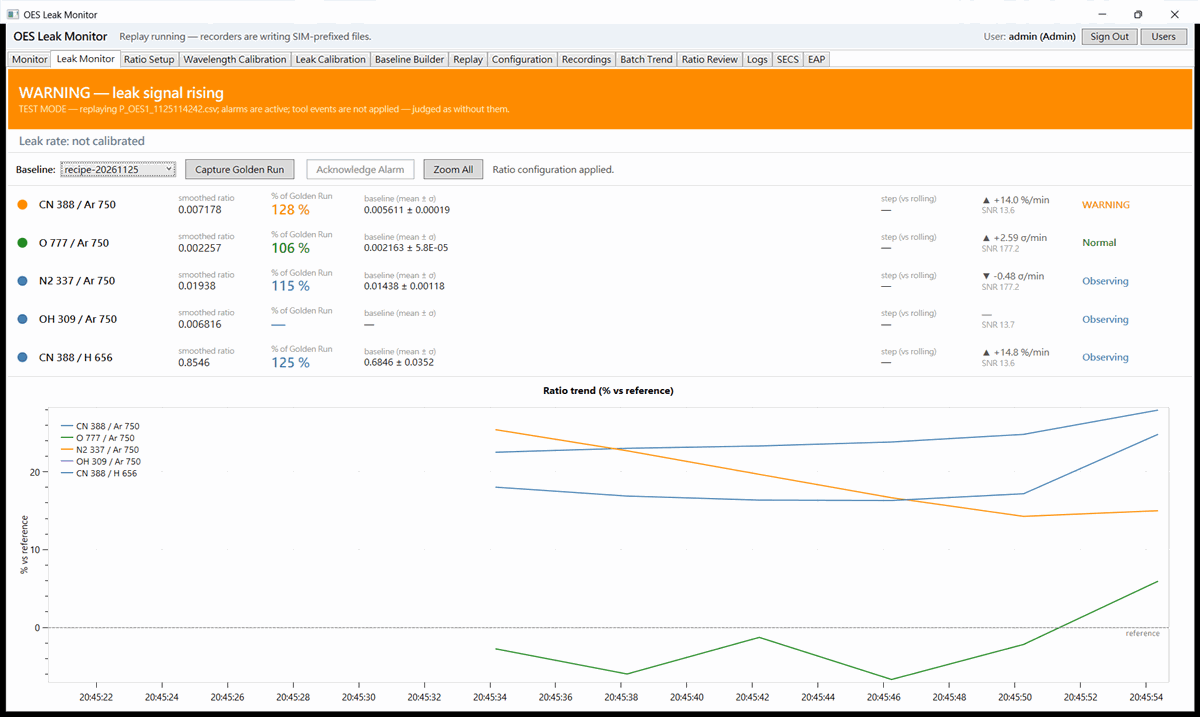 OES Leak Monitor
OES Leak Monitor Replay running — recorders are writing SIM-prefixed files. User: admin (Admin) Sign Out Users
Monitor Leak Monitor Ratio Setup Wavelength Calibration Leak Calibration Baseline Builder Replay Configuration Recordings Batch Trend Ratio Review Logs SECS EAP
WARNING — leak signal rising
TEST MODE — replaying P_OES1_1125114242.csv; alarms are active; tool events are not applied — judged as without them.
Leak rate: not calibrated
Baseline: recipe-20261125 Capture Golden Run Acknowledge Alarm Zoom All Ratio configuration applied.
smoothed ratio % of Golden Run baseline (mean ± σ) step (vs rolling) ▲ +14.0 %/min
CN 388 / Ar 750 0.007178 128 % 0.005611 ± 0.00019 — SNR 13.6 WARNING
smoothed ratio % of Golden Run baseline (mean ± σ) step (vs rolling) ▲ +2.59 σ/min
O 777 / Ar 750 0.002257 106 % 0.002163 ± 5.8E-05 — SNR 177.2 Normal
smoothed ratio % of Golden Run baseline (mean ± σ) step (vs rolling) ▼ -0.48 σ/min
N2 337 / Ar 750 0.01938 115 % 0.01438 ± 0.00118 — SNR 177.2 Observing
smoothed ratio % of Golden Run baseline (mean ± σ) step (vs rolling) —
OH 309 / Ar 750 0.006816 — — — SNR 13.7 Observing
smoothed ratio % of Golden Run baseline (mean ± σ) step (vs rolling) ▲ +14.8 %/min
CN 388 / H 656 0.8546 125 % 0.6846 ± 0.0352 — SNR 13.6 Observing
Ratio trend (% vs reference)
CN 388 / Ar 750
O 777 / Ar 750
N2 337 / Ar 750
OH 309 / Ar 750
CN 388 / H 656
% vs reference
20
10
0
reference
20:45:22 20:45:24 20:45:26 20:45:28 20:45:30 20:45:32 20:45:34 20:45:36 20:45:38 20:45:40 20:45:42 20:45:44 20:45:46 20:45:48 20:45:50 20:45:52 20:45:54